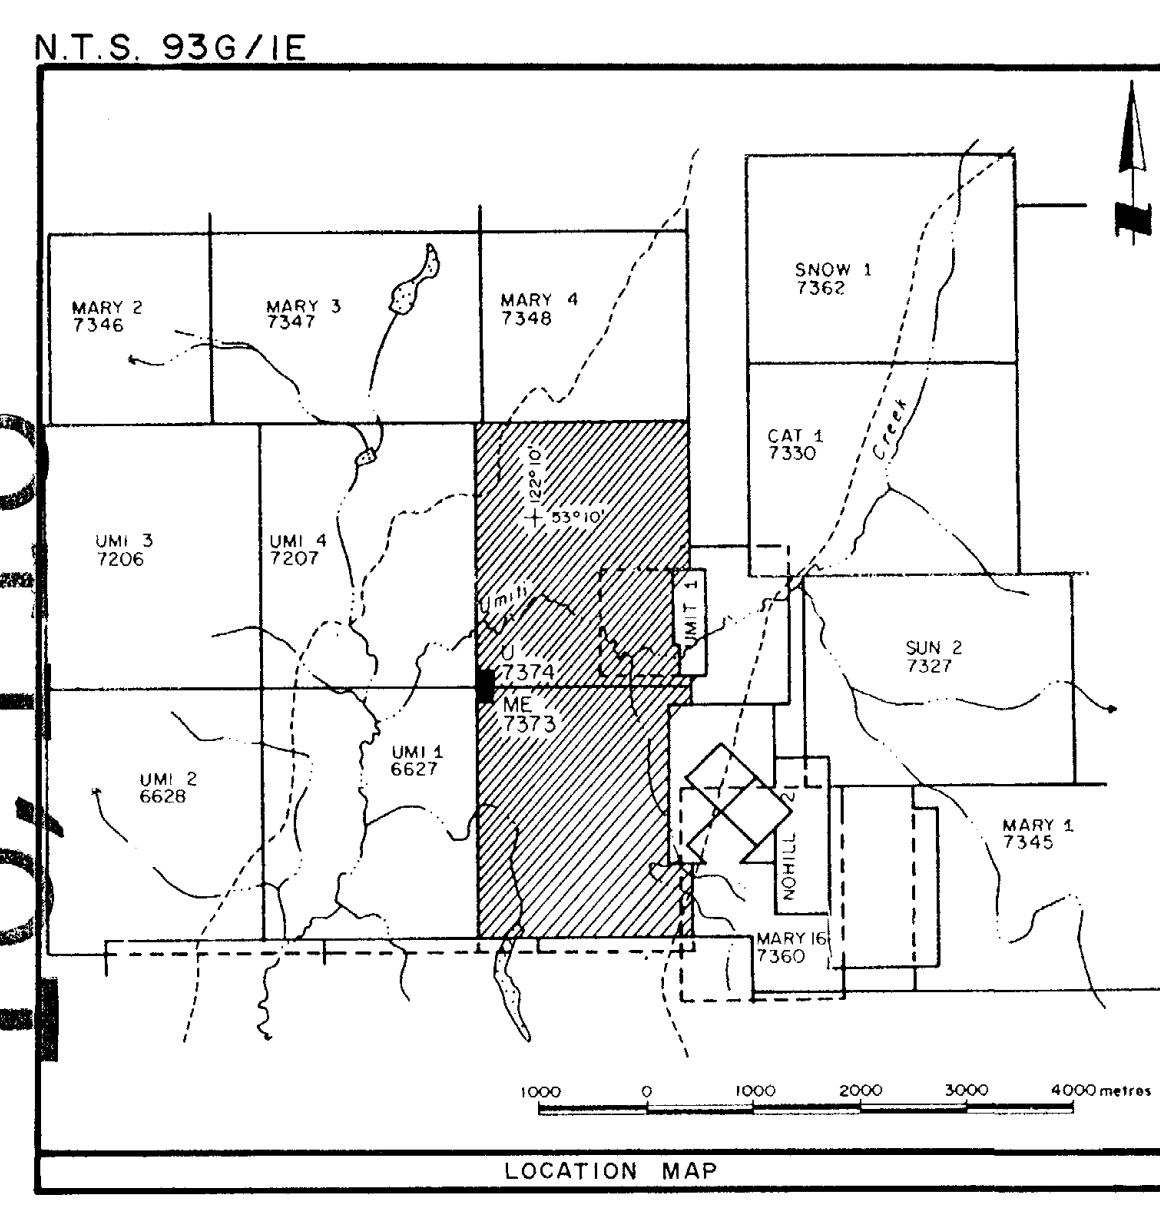 N.T.S. 93G/1E
SNOW 1
7362
MARY 2
7346
MARY 3
7347
MARY 4
7348
CAT 1
7330
Creek
122°10'
53°10'
UMI 3
7206
UMI 4
7207
Umiti
UMIT 1
U
7374
ME
7373
SUN 2
7327
UMI 1
6627
UMI 2
6628
NOHILL 2
MARY 1
7345
MARY 16
7360
1000 0 1000 2000 3000 4000 metres
LOCATION MAP